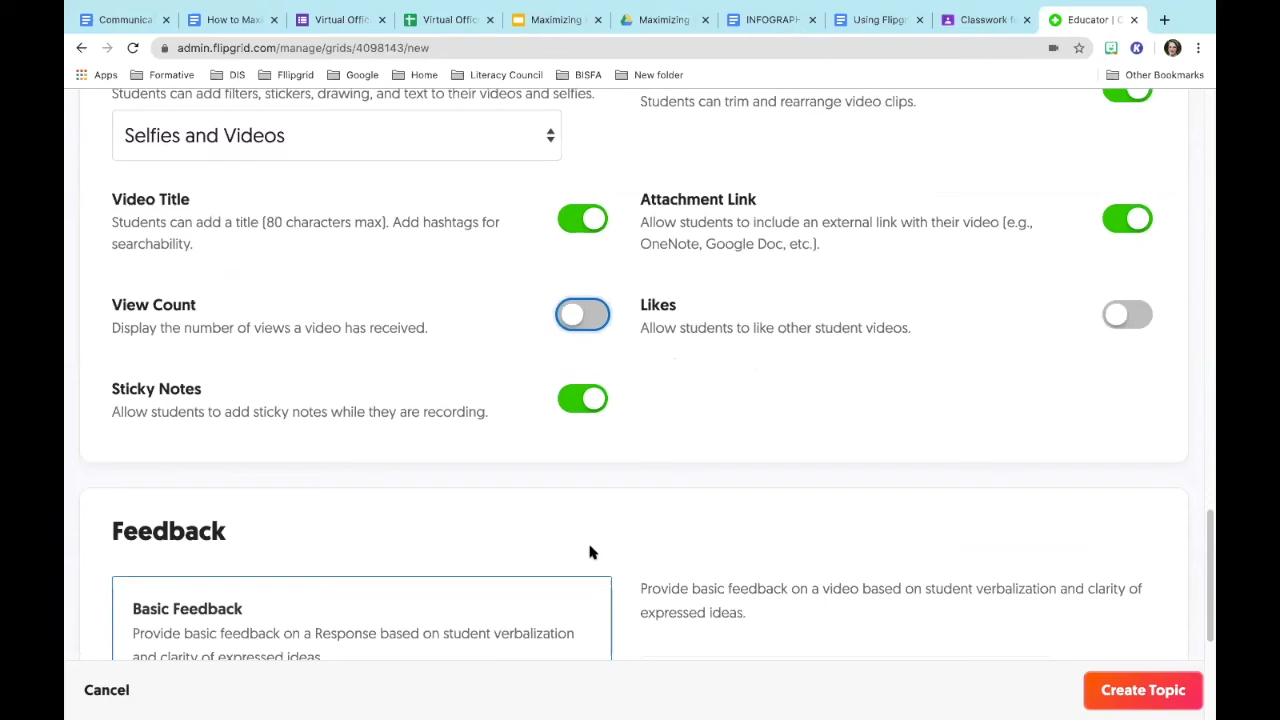 Communica
How to Max
Virtual Offic
Virtual Offic
Maximizing
Maximizing
INFOGRAPH
Using Flipgr
Classwork f
Educator | C
admin.flipgrid.com/manage/grids/4098143/new
Apps
Formative
DIS
Fllipgrid
Google
Home
Literacy Council
BISFA
New folder
Other Bookmarks
Students can add filters, stickers, drawing, and text to their videos and selfies.
Students can trim and rearrange video clips.
Selfies and Videos
Video Title
Students can add a title (80 characters max). Add hashtags for
searchability.
Attachment Link
Allow students to include an external link with their video (e.g.,
OneNote, Google Doc, etc.).
View Count
Display the number of views a video has received.
Likes
Allow students to like other student videos.
Sticky Notes
Allow students to add sticky notes while they are recording.
Feedback
Basic Feedback
Provide basic feedback on a Response based on student verbalization
and clarity of expressed ideas.
Provide basic feedback on a video based on student verbalization and clarity of
expressed ideas.
Cancel
Create Topic